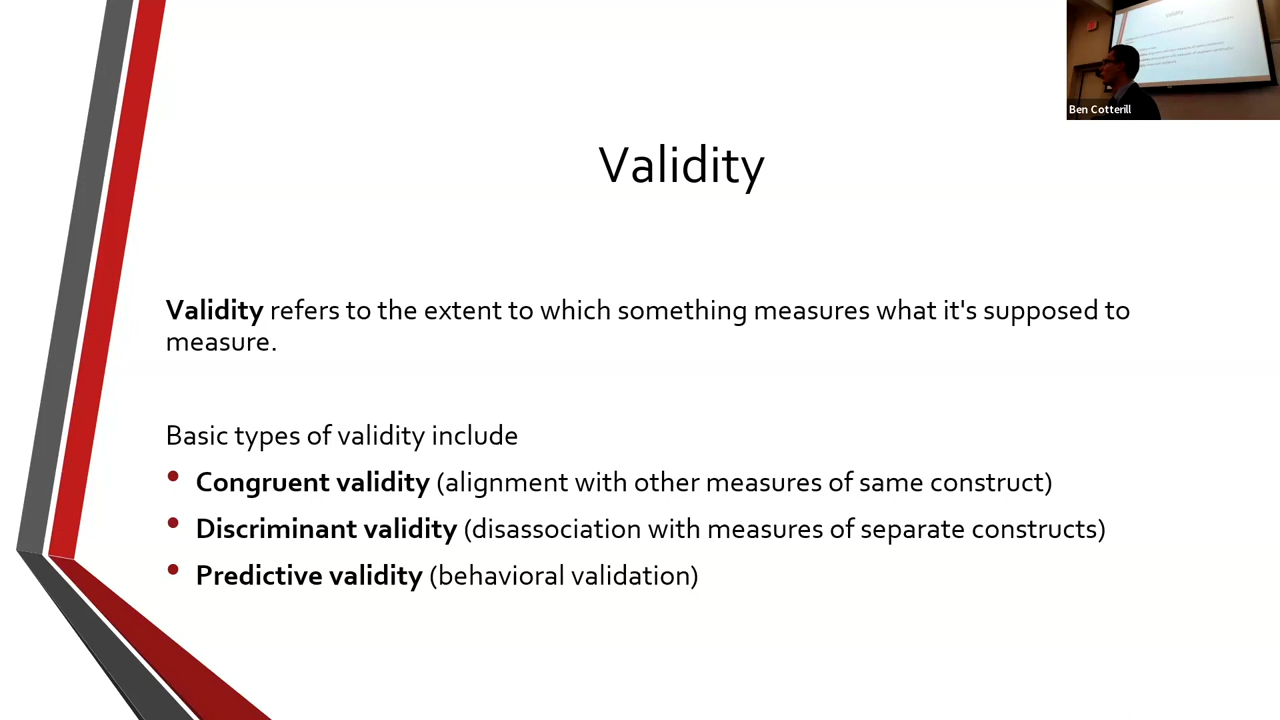 Validity
Ben Cotterill
Validity
Validity refers to the extent to which something measures what it's supposed to
measure.
Basic types of validity include
• Congruent validity (alignment with other measures of same construct)
• Discriminant validity (disassociation with measures of separate constructs)
• Predictive validity (behavioral validation)